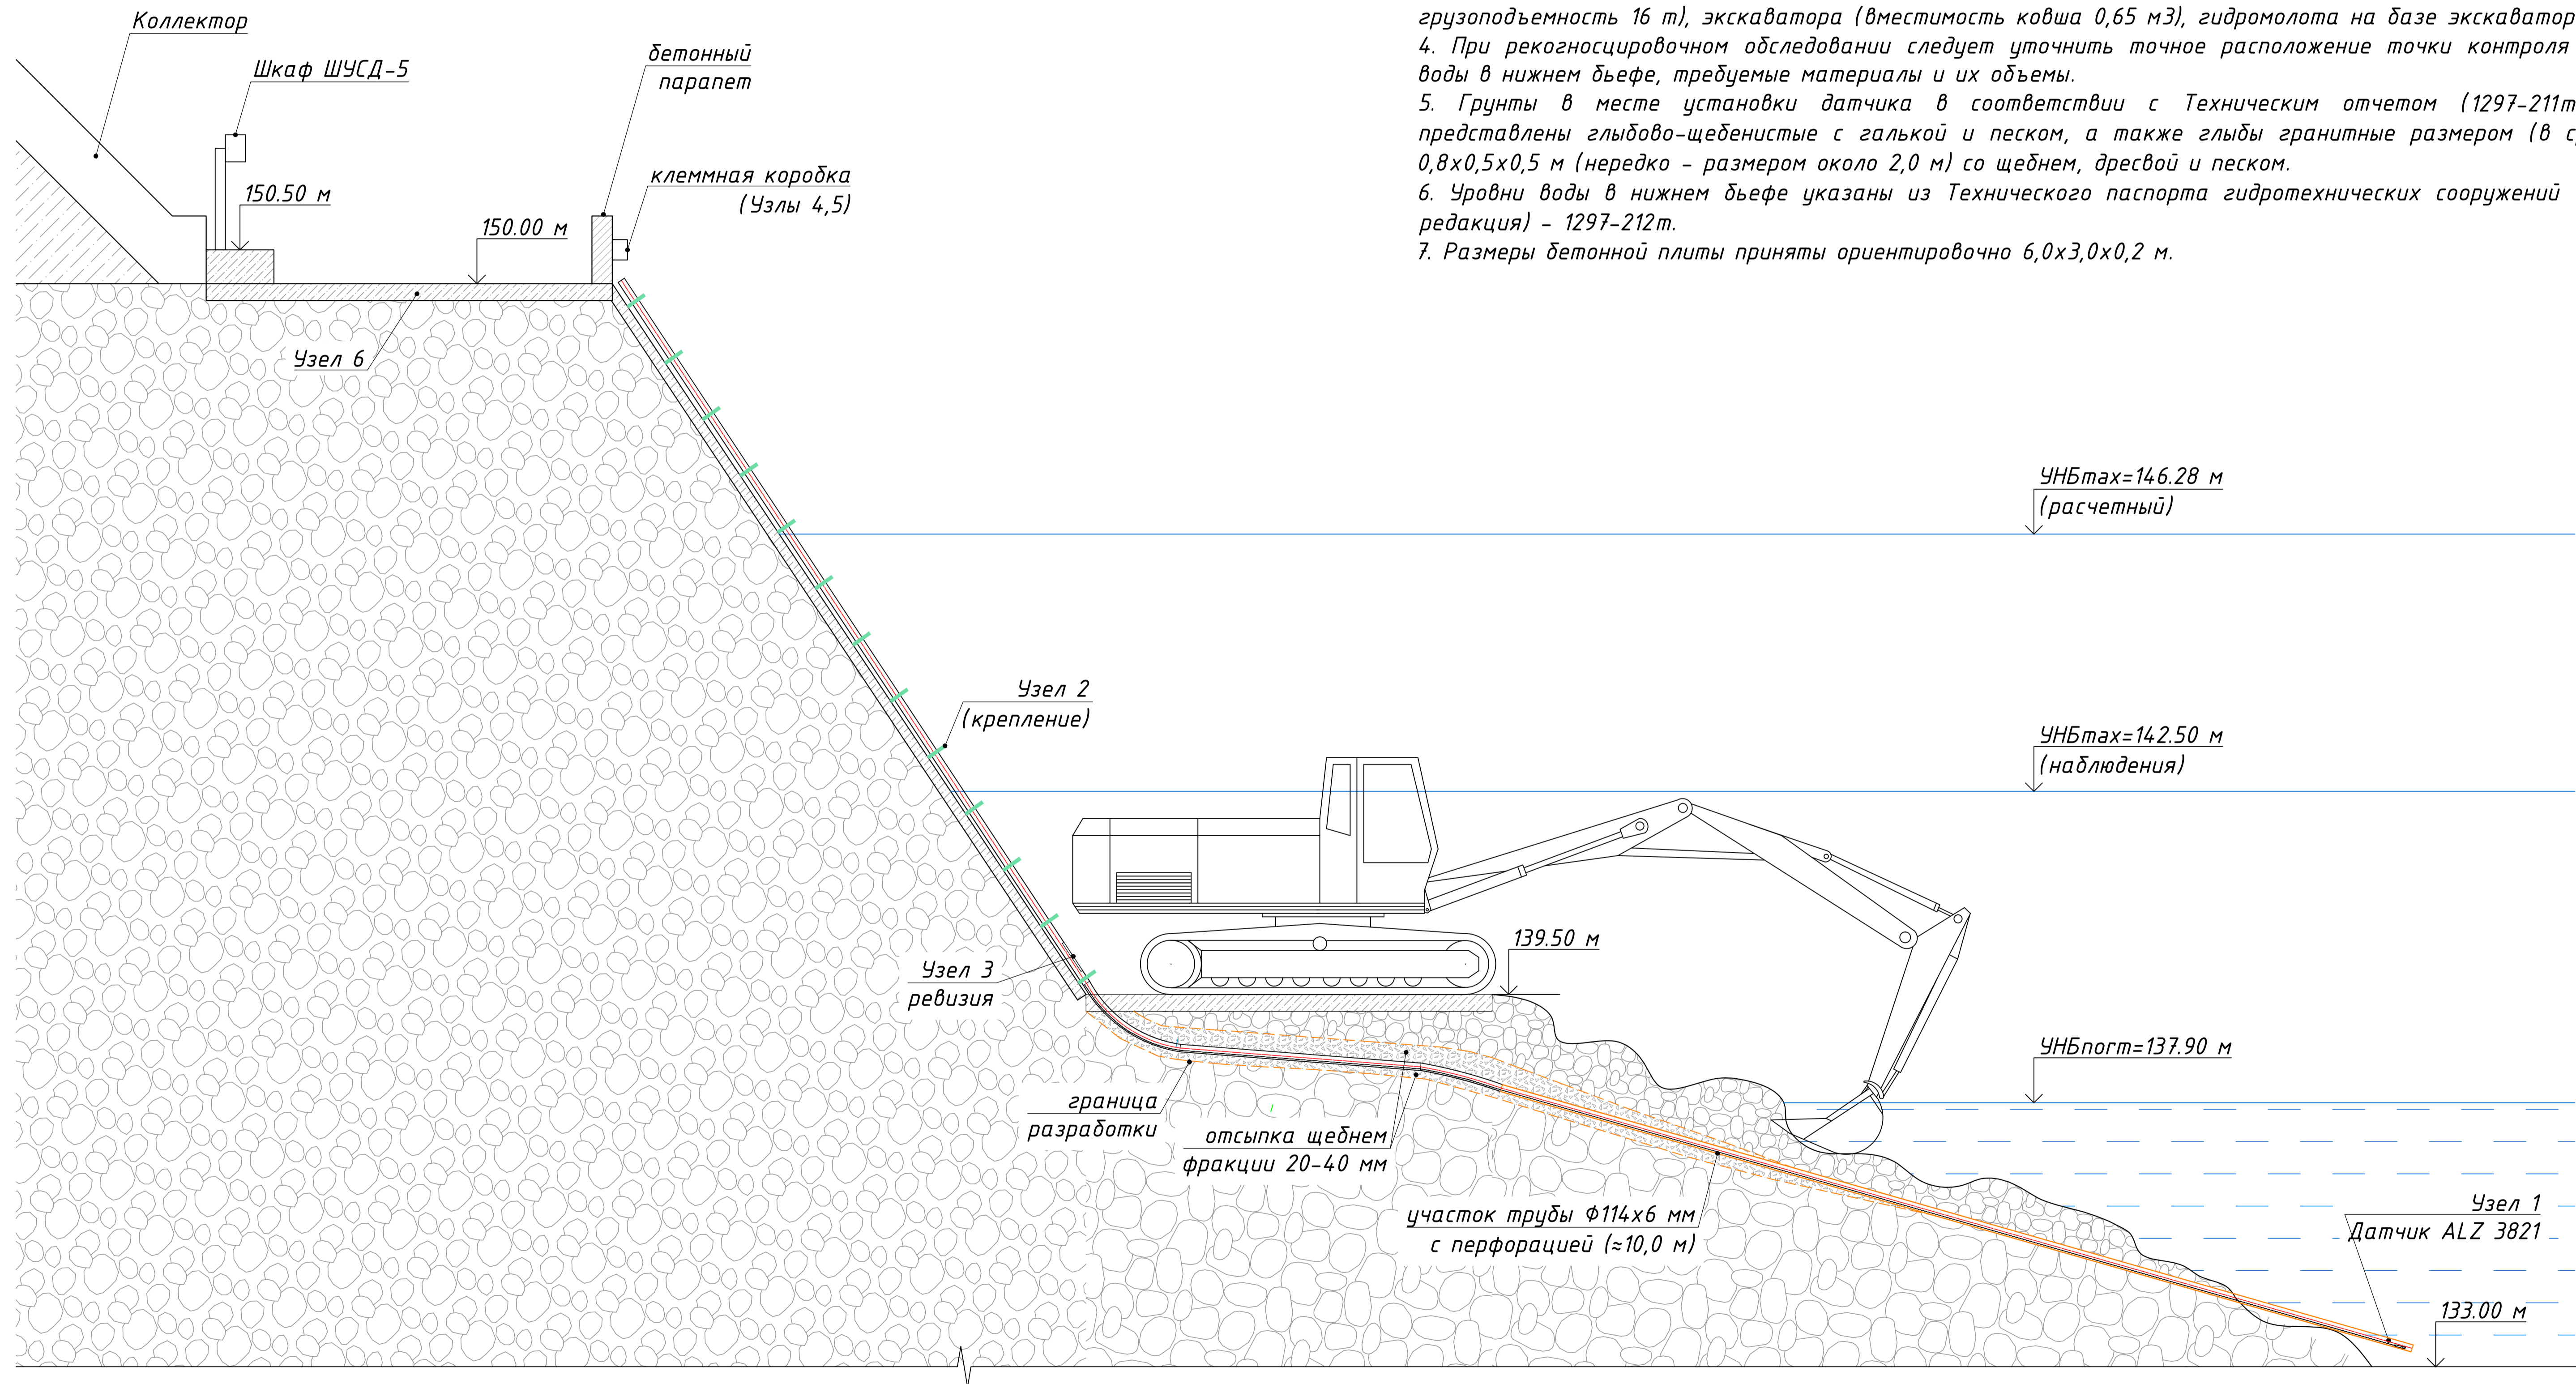 грузоподъемность 16 т), экскаватора (вместимость ковша 0,65 м3), гидромолота на базе экскаватор
4. При рекогносцировочном обследовании следует уточнить точное расположение точки контроля
воды в нижнем бьефе, требуемые материалы и их объемы.
5. Грунты в месте установки датчика в соответствии с Техническим отчетом (1297-211т
представлены глыбово-щебенистые с галькой и песком, а также глыбы гранитные размером (в с
0,8х0,5х0,5 м (нередко - размером около 2,0 м) со щебнем, дресвой и песком.
6. Уровни воды в нижнем бьефе указаны из Технического паспорта гидротехнических сооружений
редакция) - 1297-212т.
7. Размеры бетонной плиты приняты ориентировочно 6,0х3,0х0,2 м.
Коллектор
Шкаф ШУСД-5
бетонный
парапет
клеммная коробка
(Узлы 4,5)
150.50 м
150.00 м
Узел 6
УНБmax=146.28 м
(расчетный)
Узел 2
(крепление)
УНБmax=142.50 м
(наблюдения)
139.50 м
Узел 3
ревизия
УНБnorm=137.90 м
граница
разработки
отсыпка щебнем
фракции 20-40 мм
участок трубы Ф114х6 мм
с перфорацией (≈10,0 м)
Узел 1
Датчик ALZ 3821
133.00 м